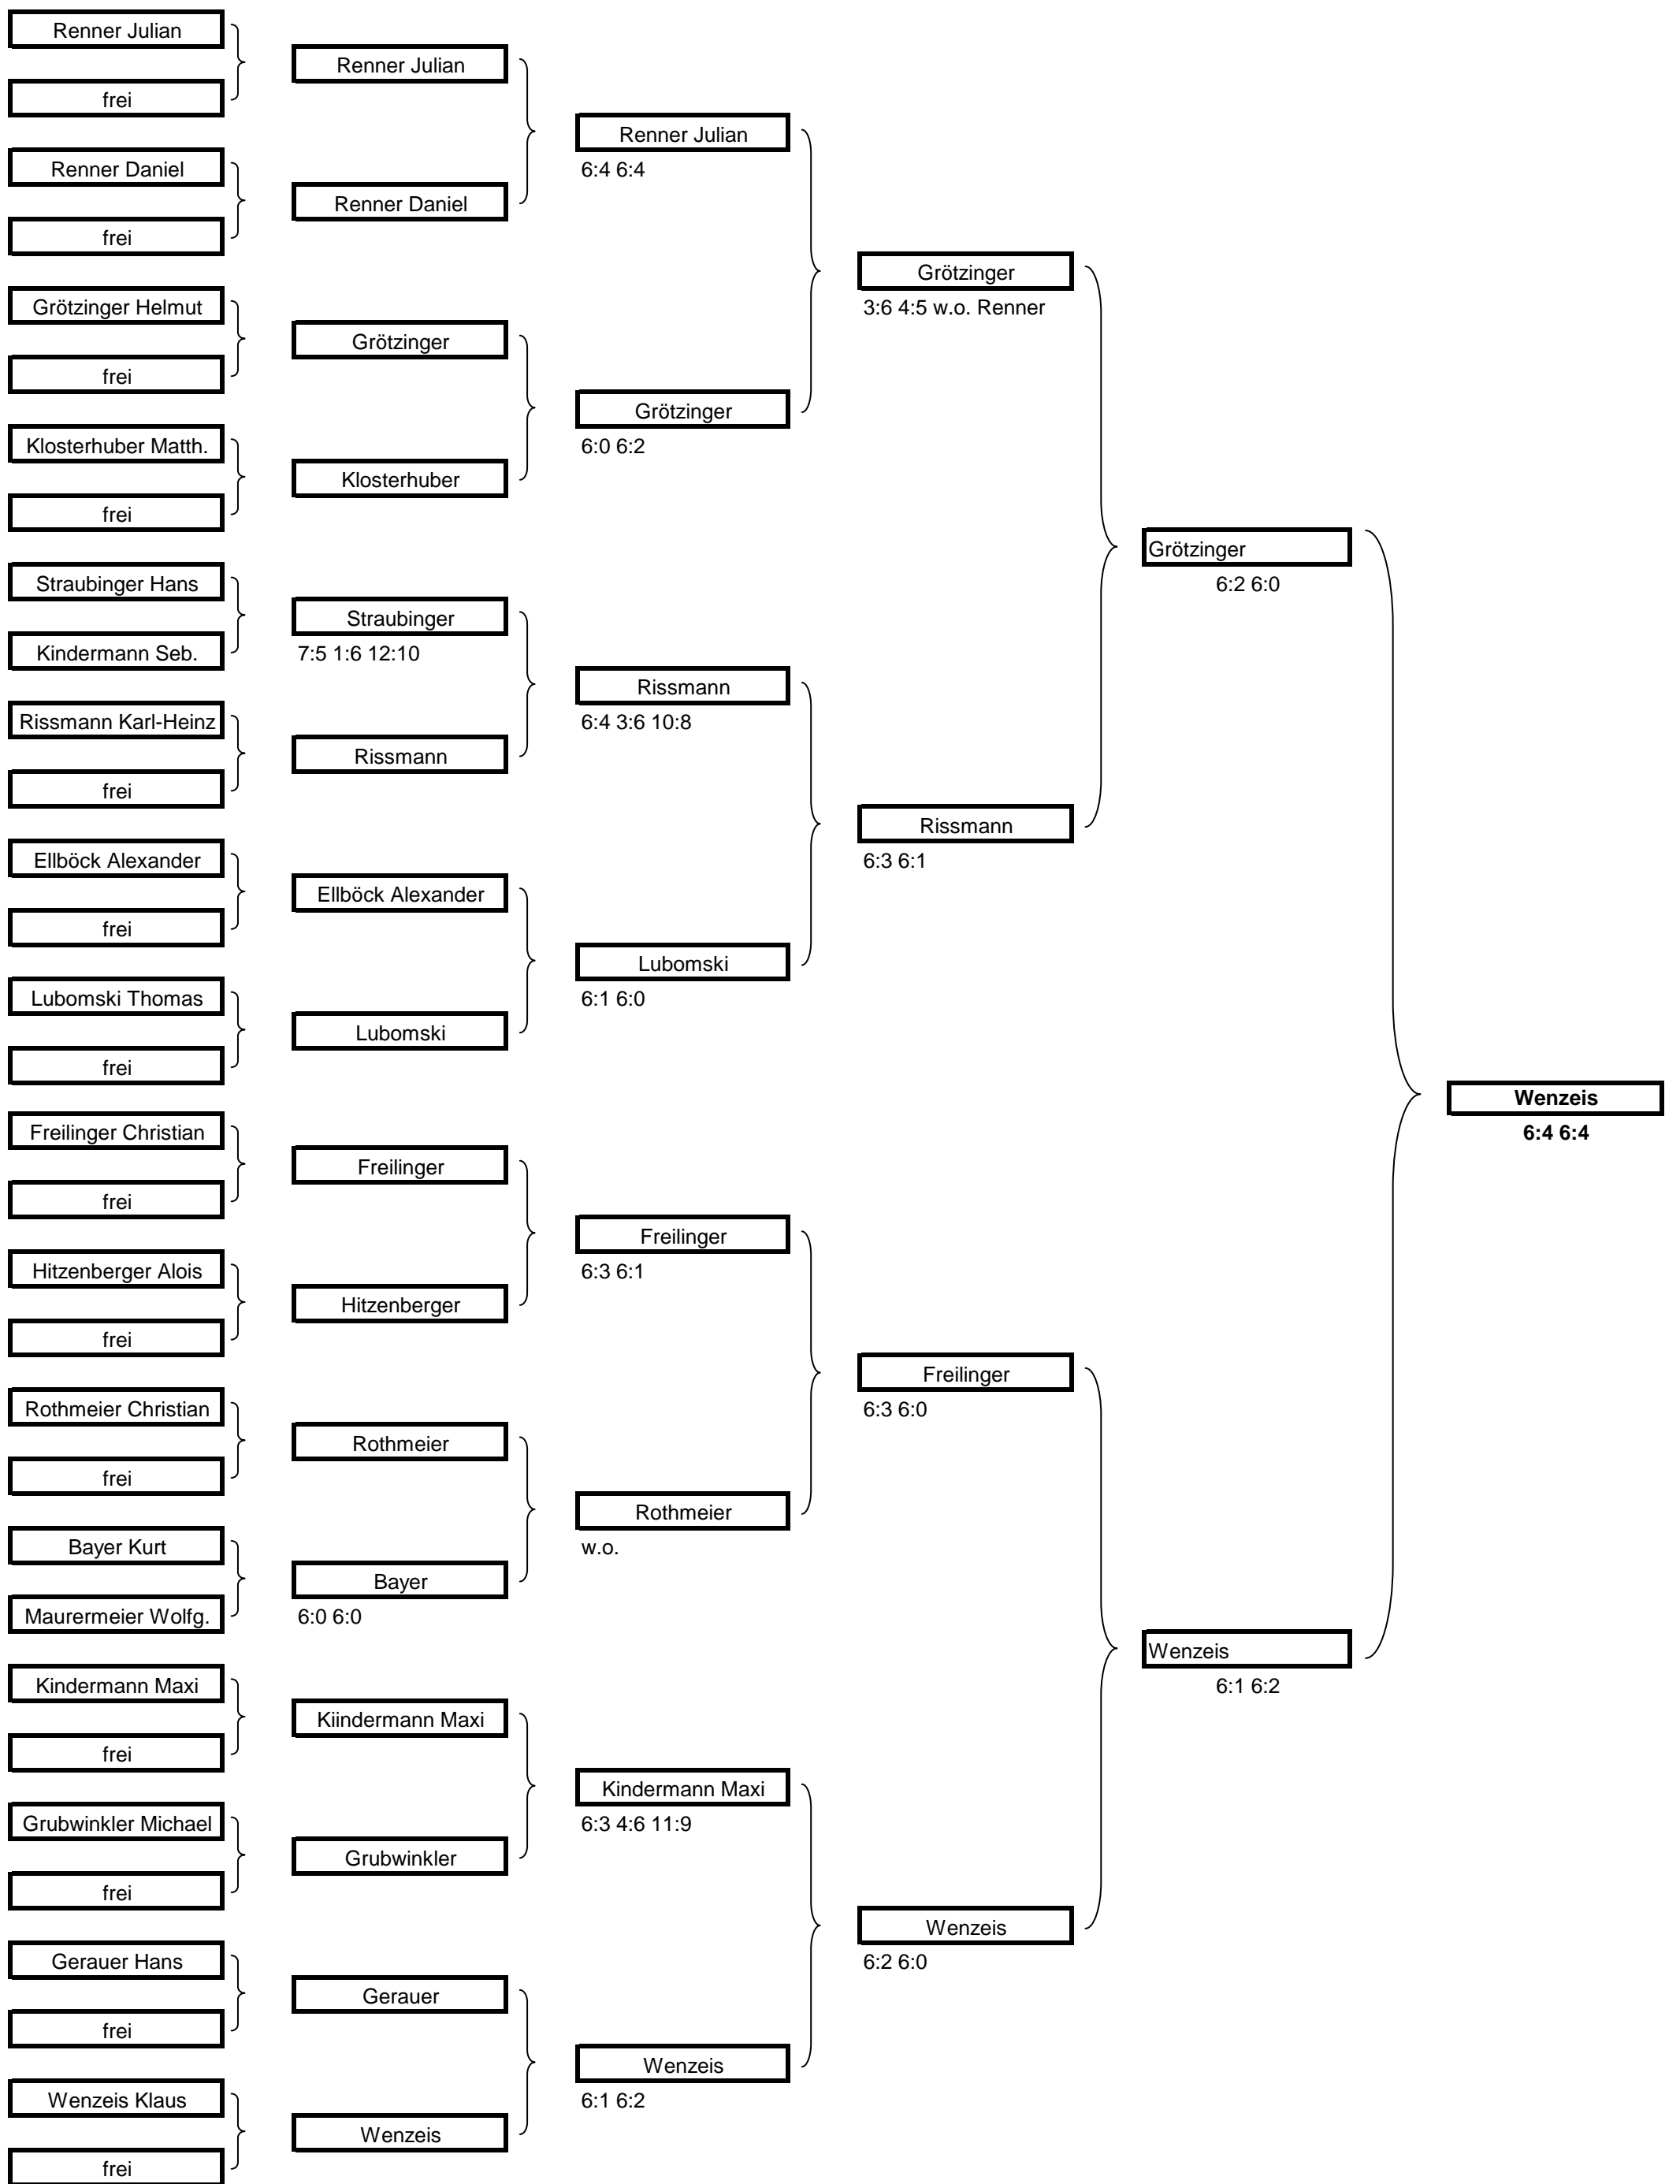 Renner Julian
frei
Renner Daniel
frei
Grötzinger Helmut
frei
Klosterhuber Matth.
frei
Straubinger Hans
Kindermann Seb.
Rissmann Karl-Heinz
frei
Ellböck Alexander
frei
Lubomski Thomas
frei
Freilinger Christian
frei
Hitzenberger Alois
frei
Rothmeier Christian
frei
Bayer Kurt
Maurermeier Wolfg.
Kindermann Maxi
frei
Grubwinkler Michael
frei
Gerauer Hans
frei
Wenzeis Klaus
frei
Renner Julian
Renner Daniel
Grötzinger
Klosterhuber
Straubinger
7:5 1:6 12:10
Rissmann
Ellböck Alexander
Lubomski
Freilinger
Hitzenberger
Rothmeier
Bayer
6:0 6:0
Kiindermann Maxi
Grubwinkler
Gerauer
Wenzeis
Renner Julian
6:4 6:4
Grötzinger
6:0 6:2
Rissmann
6:4 3:6 10:8
Lubomski
6:1 6:0
Freilinger
6:3 6:1
Rothmeier
w.o.
Kindermann Maxi
6:3 4:6 11:9
Wenzeis
6:1 6:2
Grötzinger
3:6 4:5 w.o. Renner
Rissmann
6:3 6:1
Freilinger
6:3 6:0
Wenzeis
6:2 6:0
Grötzinger
6:2 6:0
Wenzeis
6:1 6:2
Wenzeis
6:4 6:4